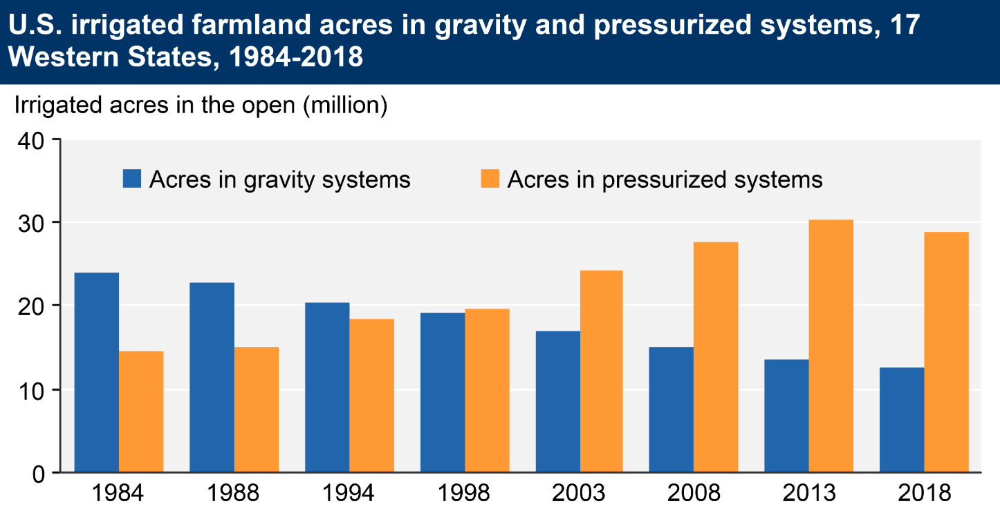 U.S. irrigated farmland acres in gravity and pressurized systems, 17
Western States, 1984-2018
Irrigated acres in the open (million)
40
Acres in gravity systems Acres in pressurized systems
30
20
10
0
1984 1988 1994 1998 2003 2008 2013 2018